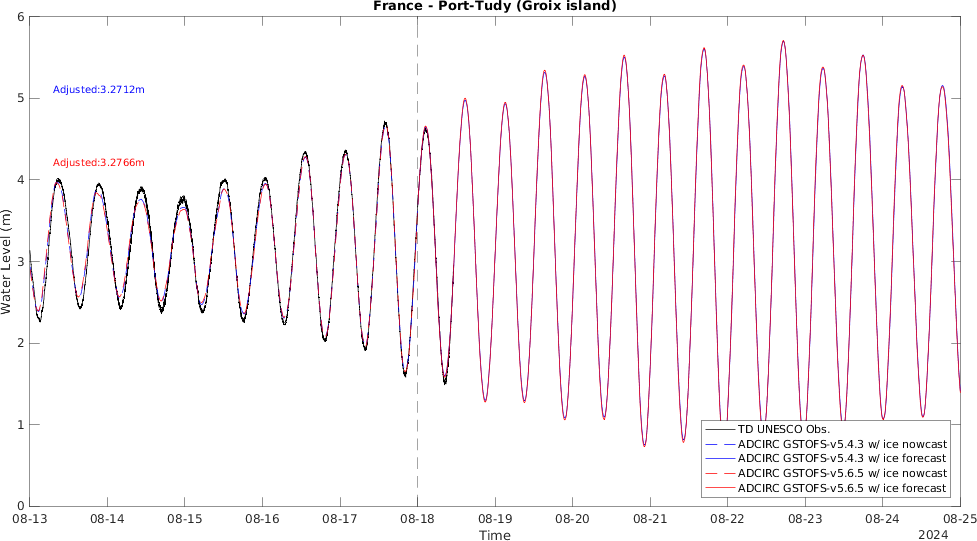 France - Port-Tudy (Groix island)
6
5
4
3
2
1
0
Water Level (m)
Adjusted:3.2712m
Adjusted:3.2766m
TD UNESCO Obs.
ADCIRC GSTOFS-v5.4.3 w/ ice nowcast
ADCIRC GSTOFS-v5.4.3 w/ ice forecast
ADCIRC GSTOFS-v5.6.5 w/ ice nowcast
ADCIRC GSTOFS-v5.6.5 w/ ice forecast
08-13 08-14 08-15 08-16 08-17 08-18 08-19 08-20 08-21 08-22 08-23 08-24 08-25
Time
2024